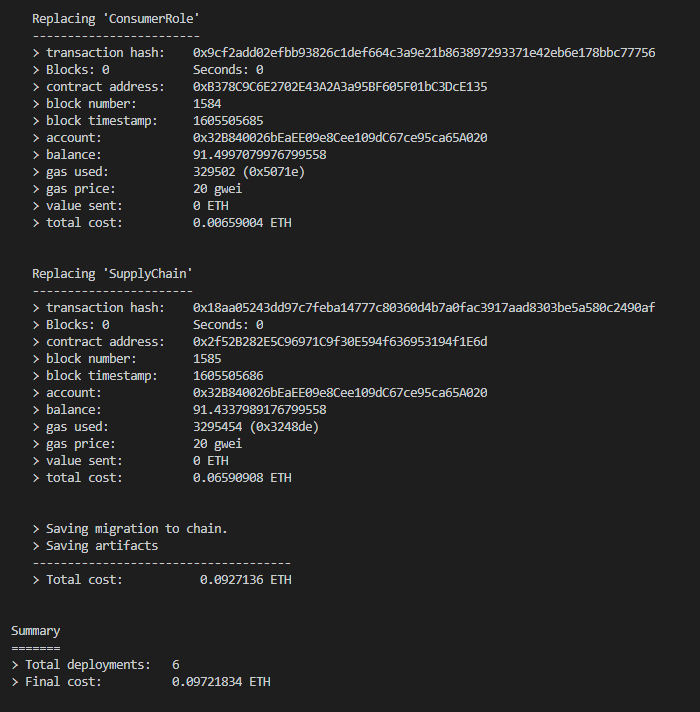 Replacing 'ConsumerRole'
------------------------
> transaction hash:    0x9cf2add02efbb93826c1def664c3a9e21b863897293371e42eb6e178bbc77756
> Blocks: 0            Seconds: 0
> contract address:    0xB378C9C6E2702E43A2A3a95BF605F01bC3DcE135
> block number:        1584
> block timestamp:     1605505685
> account:             0x32B840026bEaEE09e8Cee109dC67ce95ca65A020
> balance:             91.4997079976799558
> gas used:            329502 (0x5071e)
> gas price:           20 gwei
> value sent:          0 ETH
> total cost:          0.00659004 ETH
Replacing 'SupplyChain'
-----------------------
> transaction hash:    0x18aa05243dd97c7feba14777c80360d4b7a0fac3917aad8303be5a580c2490af
> Blocks: 0            Seconds: 0
> contract address:    0x2f52B282E5C96971C9f30E594f636953194f1E6d
> block number:        1585
> block timestamp:     1605505686
> account:             0x32B840026bEaEE09e8Cee109dC67ce95ca65A020
> balance:             91.4337989176799558
> gas used:            3295454 (0x3248de)
> gas price:           20 gwei
> value sent:          0 ETH
> total cost:          0.06590908 ETH
> Saving migration to chain.
> Saving artifacts
-------------------------------------
> Total cost:           0.0927136 ETH
Summary
=======
> Total deployments:   6
> Final cost:          0.09721834 ETH